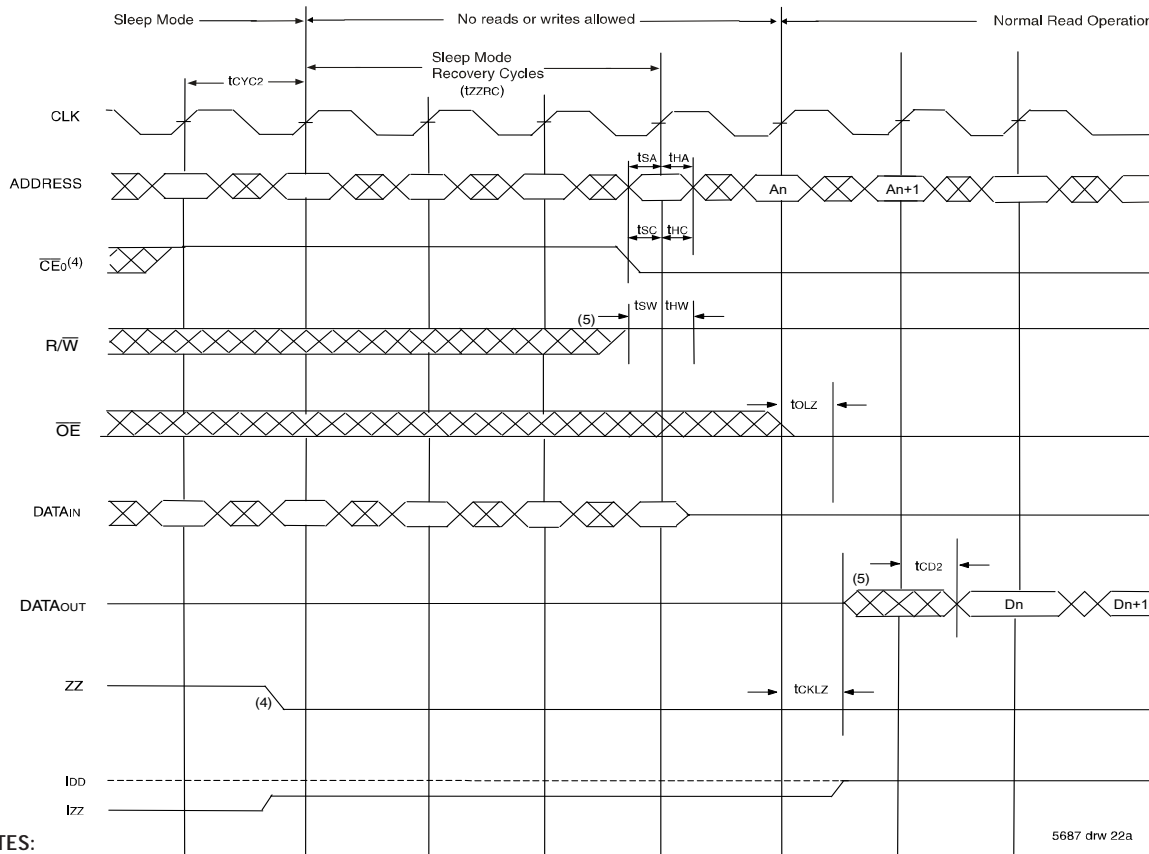 Sleep Mode
No reads or writes allowed
Normal Read Operation
Sleep Mode
Recovery Cycles
(tZZRC)
tCYC2
CLK
tSA tHA
ADDRESS
An
An+1
tSC tHC
CE0(4)
tSW tHW
(5)
R/W
tOLZ
OE
DATAIN
(5)
tCD2
DATAOUT
Dn
Dn+1
ZZ
(4)
tCKLZ
IDD
IZZ
5687 drw 22a
TES: